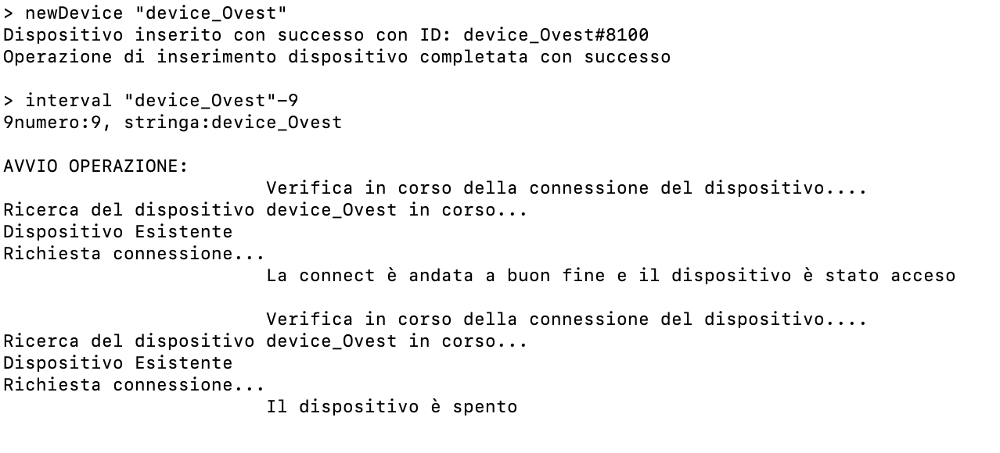 > newDevice "device_Ovest"
Dispositivo inserito con successo con ID: device_Ovest#8100
Operazione di inserimento dispositivo completata con successo
> interval "device_Ovest"-9
9numero:9, stringa:device_Ovest
AVVIO OPERAZIONE:
Verifica in corso della connessione del dispositivo....
Ricerca del dispositivo device_Ovest in corso...
Dispositivo Esistente
Richiesta connessione...
La connect è andata a buon fine e il dispositivo è stato acceso
Verifica in corso della connessione del dispositivo....
Ricerca del dispositivo device_Ovest in corso...
Dispositivo Esistente
Richiesta connessione...
Il dispositivo è spento